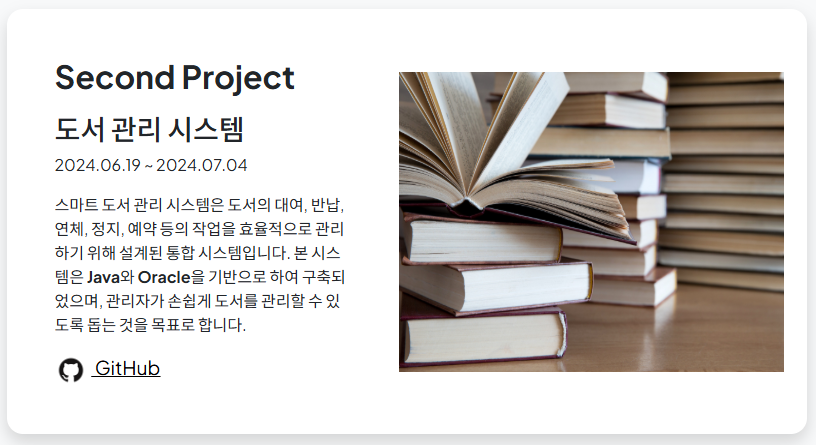 Second Project
도서 관리 시스템
2024.06.19 ~ 2024.07.04
스마트 도서 관리 시스템은 도서의 대여, 반납,
연체, 정지, 예약 등의 작업을 효율적으로 관리
하기 위해 설계된 통합 시스템입니다. 본 시스
템은 Java와 Oracle을 기반으로 하여 구축되
었으며, 관리자가 손쉽게 도서를 관리할 수 있
도록 돕는 것을 목표로 합니다.
GitHub